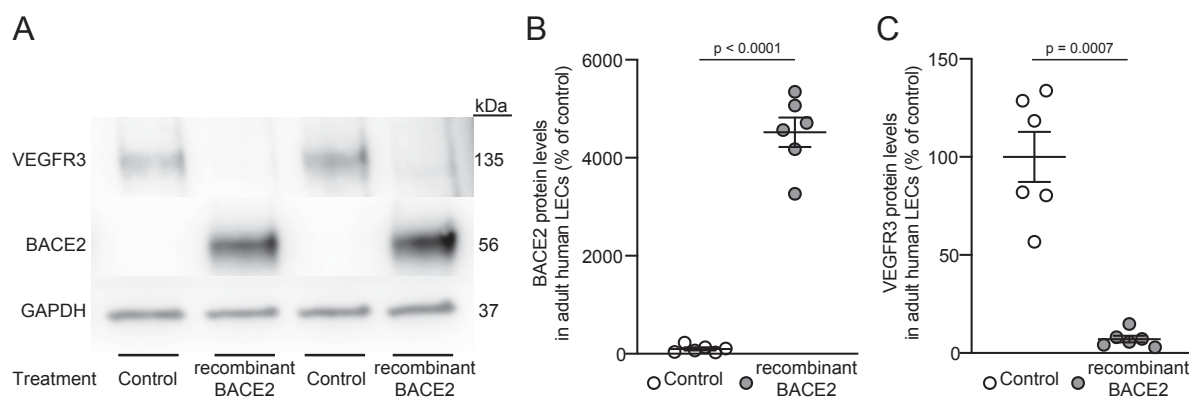 A
kDa
VEGFR3
135
BACE2
56
GAPDH
37
Treatment
Control
recombinant
BACE2
Control
recombinant
BACE2
B
BACE2 protein levels
in adult human LECs (% of control)
p < 0.0001
6000
4000
2000
0
Control
recombinant
BACE2
C
VEGFR3 protein levels
in adult human LECs (% of control)
p = 0.0007
150
100
50
0
Control
recombinant
BACE2